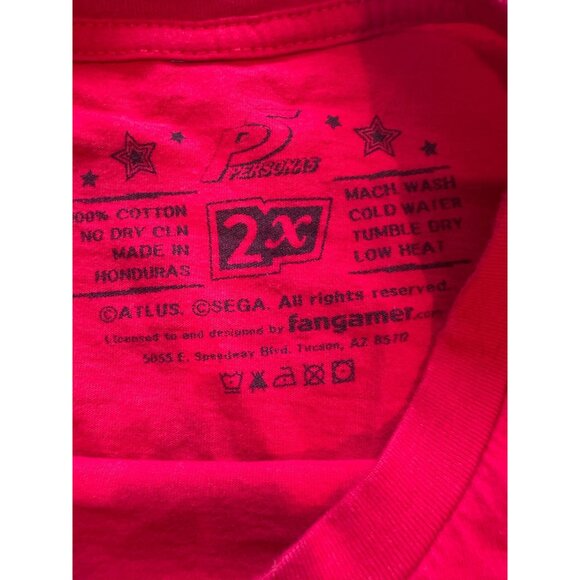 P5
PERSONA5
100% COTTON
NO DRY CLN
MADE IN
HONDURAS
2x
MACH WASH
COLD WATER
TUMBLE DRY
LOW HEAT
©ATLUS. ©SEGA. All rights reserved.
Licensed to and designed by fangamer.com
5055 E. Speedway Blvd. Tucson, AZ 85712